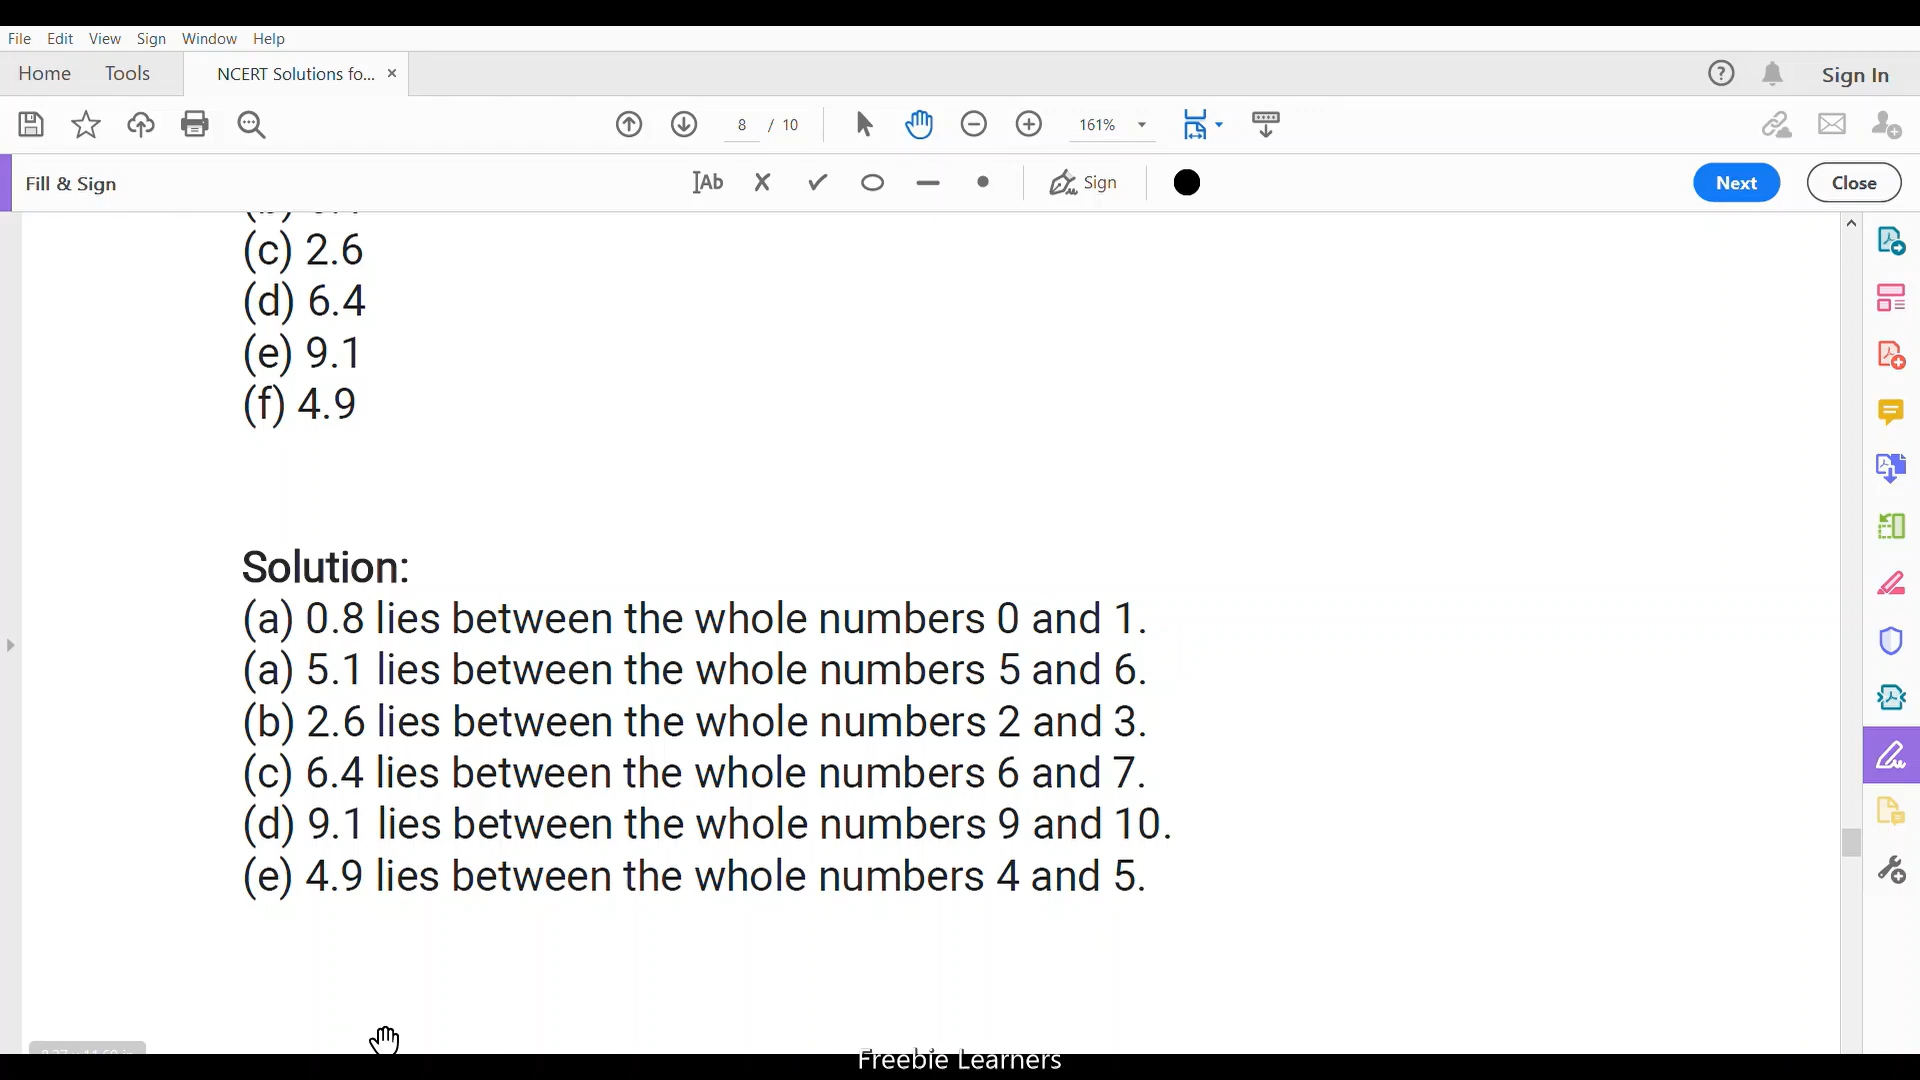 File Edit View Sign Window Help
Home Tools NCERT Solutions fo... × Sign In
8 / 10 161%
Fill & Sign Ab Sign Next Close
(c) 2.6
(d) 6.4
(e) 9.1
(f) 4.9
Solution:
(a) 0.8 lies between the whole numbers 0 and 1.
(a) 5.1 lies between the whole numbers 5 and 6.
(b) 2.6 lies between the whole numbers 2 and 3.
(c) 6.4 lies between the whole numbers 6 and 7.
(d) 9.1 lies between the whole numbers 9 and 10.
(e) 4.9 lies between the whole numbers 4 and 5.
Freebie Learners